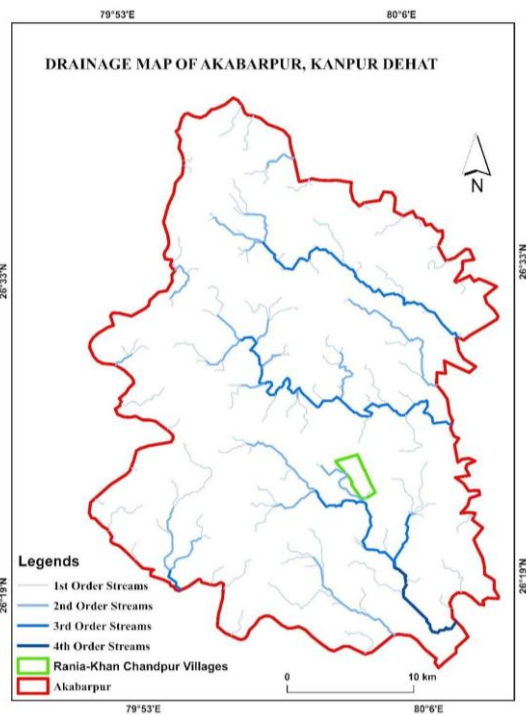 79°53'E 80°6'E
DRAINAGE MAP OF AKABARPUR, KANPUR DEHAT
N
26°33'N 26°33'N
Legends
1st Order Streams
2nd Order Streams
3rd Order Streams
4th Order Streams
Rania-Khan Chandpur Villages
Akabarpur
26°19'N 26°19'N
0 10 km
79°53'E 80°6'E